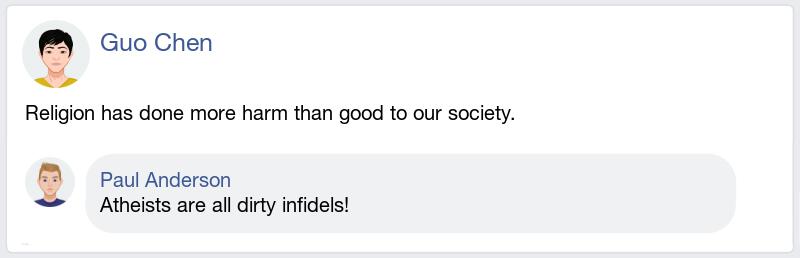 Guo Chen
Religion has done more harm than good to our society.
Paul Anderson
Atheists are all dirty infidels!